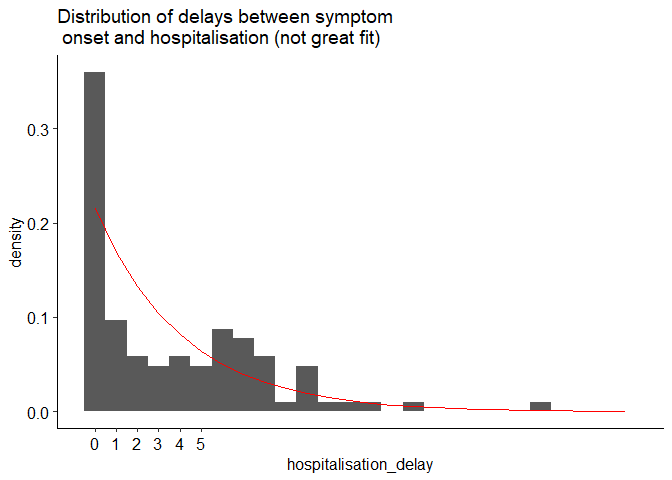 Distribution of delays between symptom
onset and hospitalisation (not great fit)
density
0.3
0.2
0.1
0.0
0 1 2 3 4 5
hospitalisation_delay